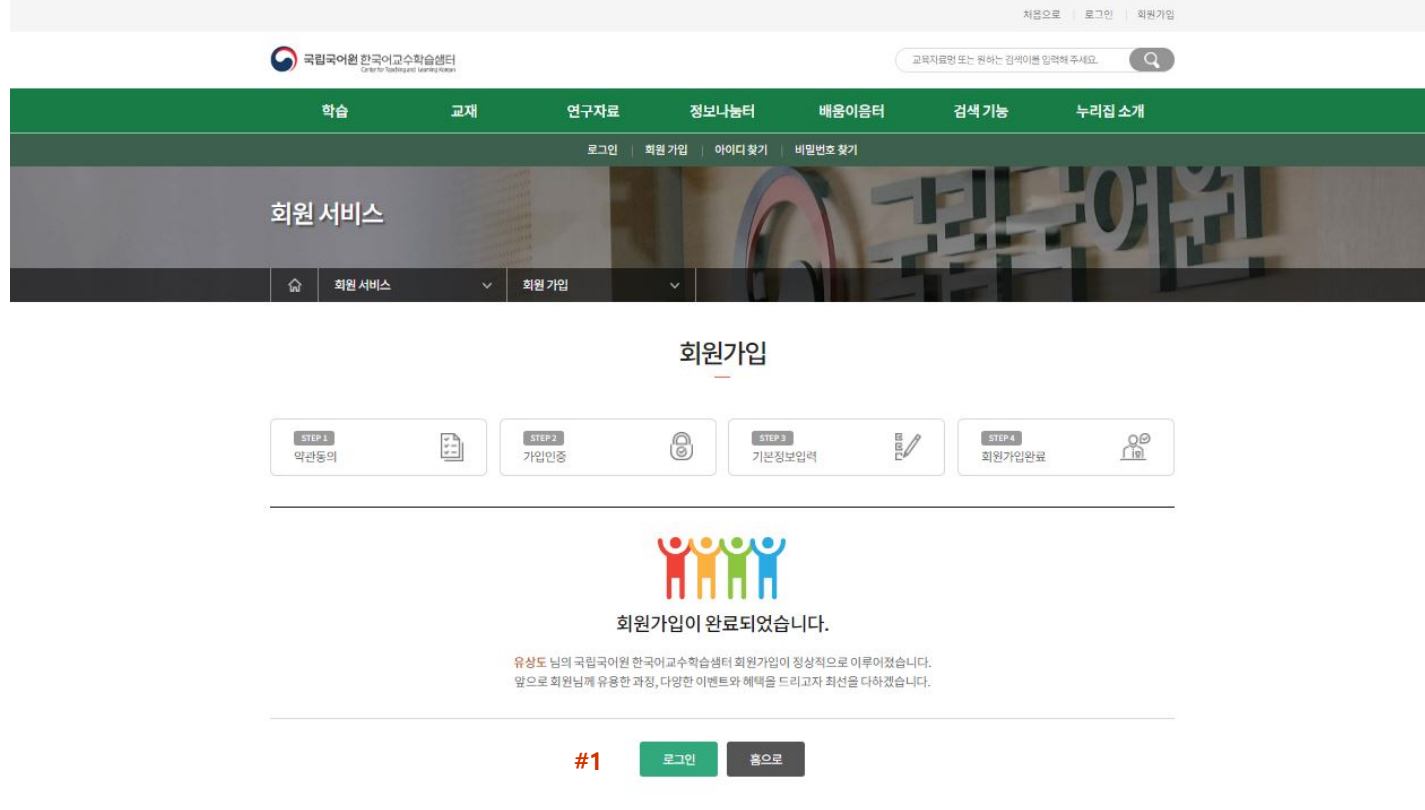 처음으로 로그인 회원가입
국립국어원 한국어교수학습샘터
Center for Teaching and Learning Korean
교육자료명 또는 원하는 검색어를 입력해 주세요.
학습 교재 연구자료 정보나눔터 배움이음터 검색 기능 누리집 소개
로그인 회원 가입 아이디 찾기 비밀번호 찾기
국립국어원
회원 서비스
회원 서비스 회원 가입
회원가입
STEP 1
약관동의
STEP 2
가입인증
STEP 3
기본정보입력
STEP 4
회원가입완료
회원가입이 완료되었습니다.
유상도 님의 국립국어원 한국어교수학습샘터 회원가입이 정상적으로 이루어졌습니다.
앞으로 회원님께 유용한 과정, 다양한 이벤트와 혜택을 드리고자 최선을 다하겠습니다.
#1 로그인 홈으로